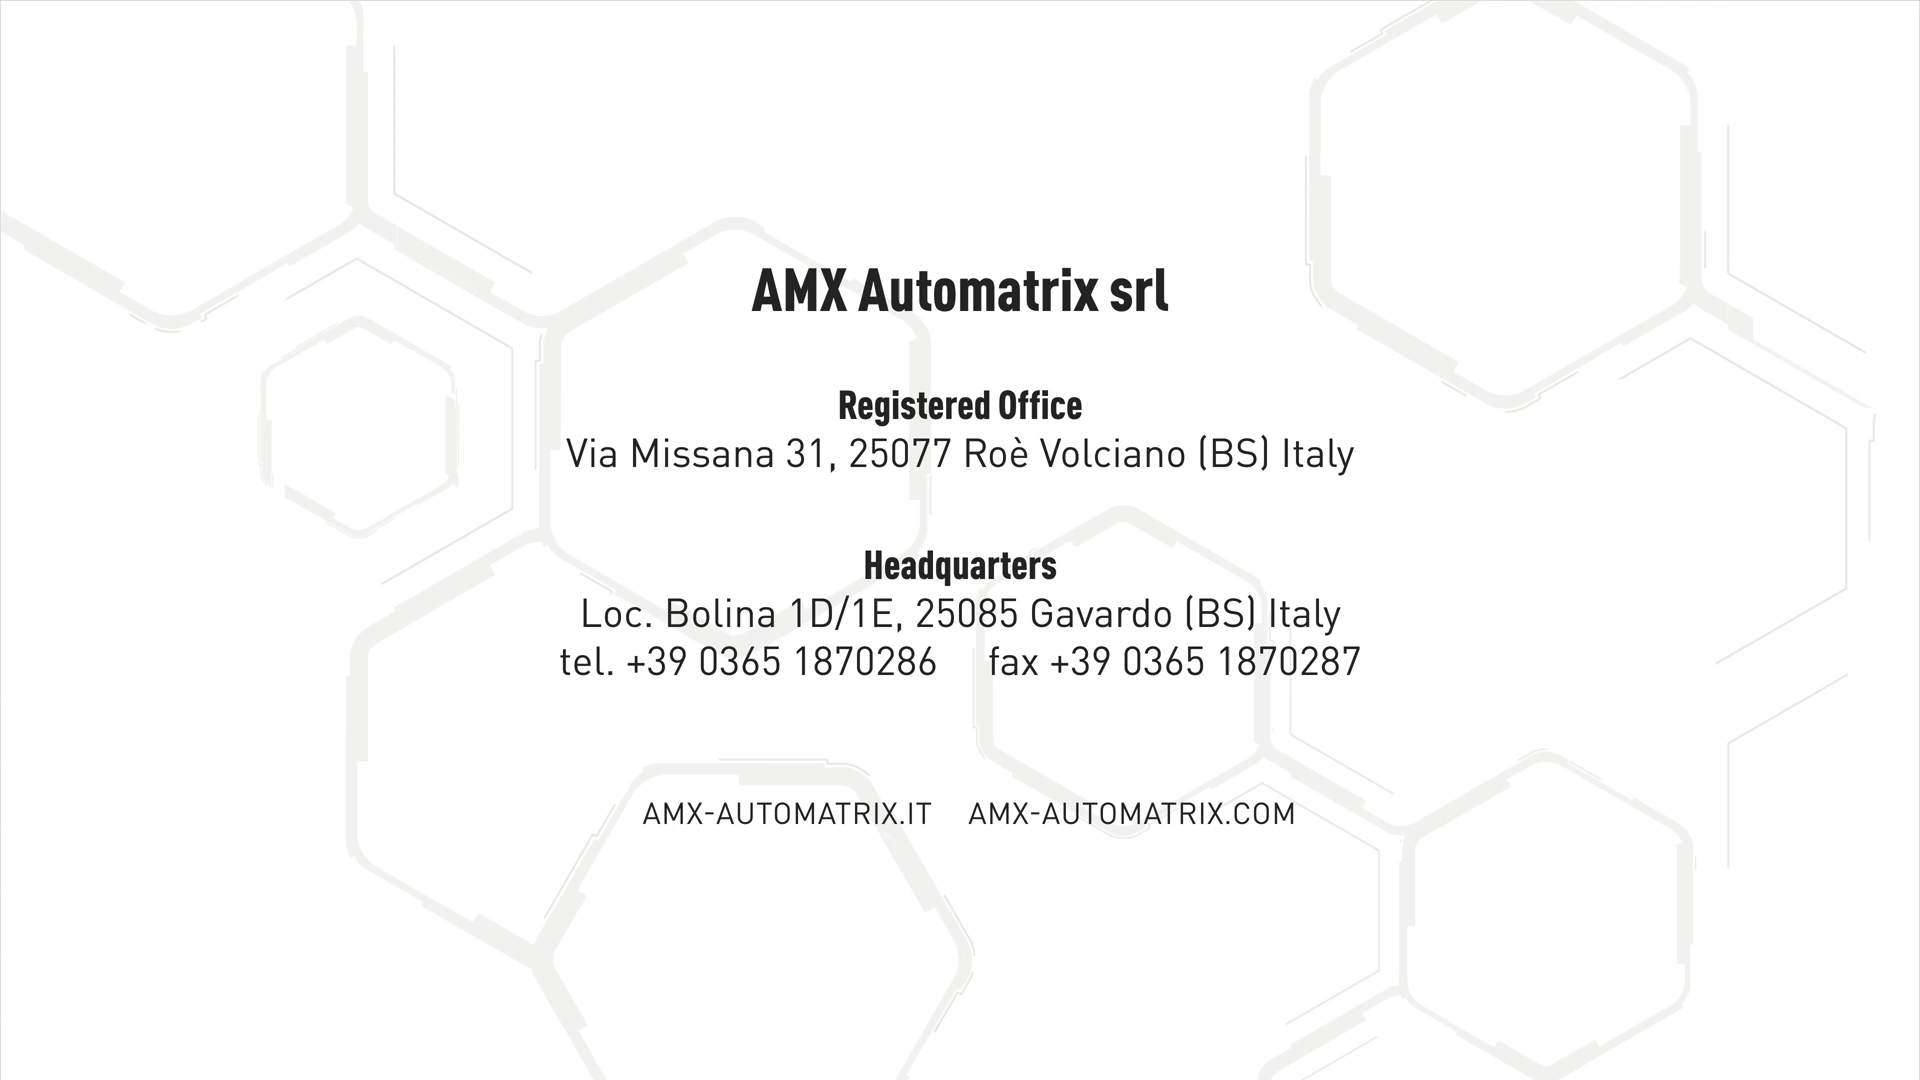 AMX Automatrix srl
Registered Office
Via Missana 31, 25077 Roè Volciano (BS) Italy
Headquarters
Loc. Bolina 1D/1E, 25085 Gavardo (BS) Italy
tel. +39 0365 1870286 fax +39 0365 1870287
AMX-AUTOMATRIX.IT AMX-AUTOMATRIX.COM